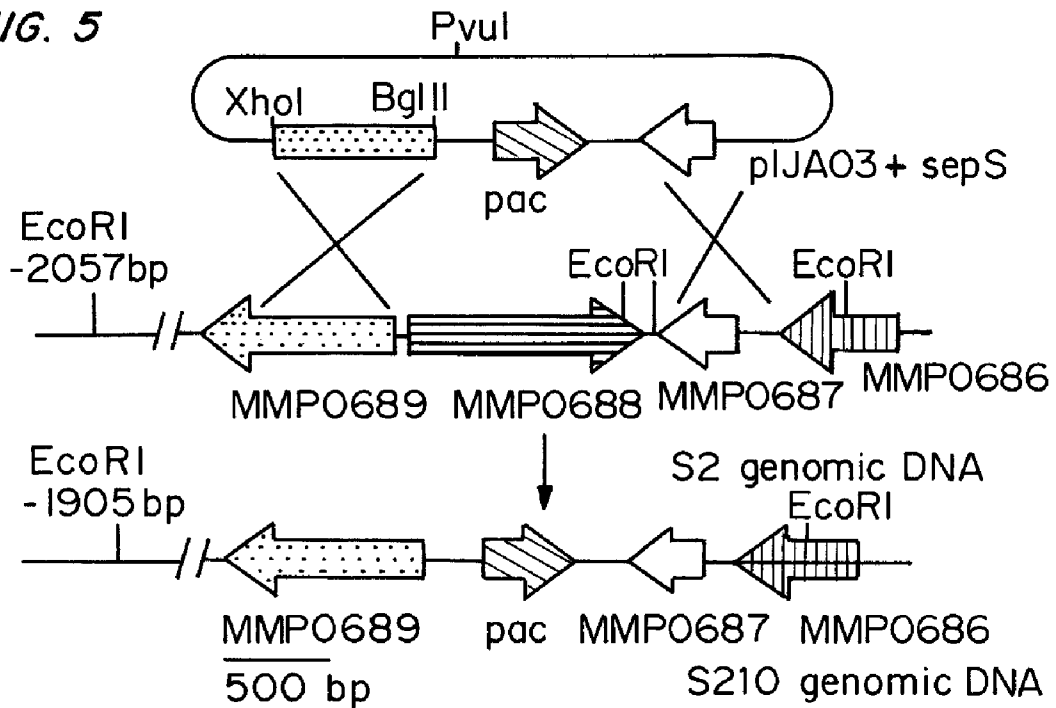 IG. 5
PvuI
XhoI BglII
pac
pIJA03 + sepS
EcoRI
-2057bp
EcoRI EcoRI
MMP0689 MMP0688 MMP0687 MMP0686
EcoRI
-1905bp
S2 genomic DNA
EcoRI
MMP0689 pac MMP0687 MMP0686
500 bp
S210 genomic DNA